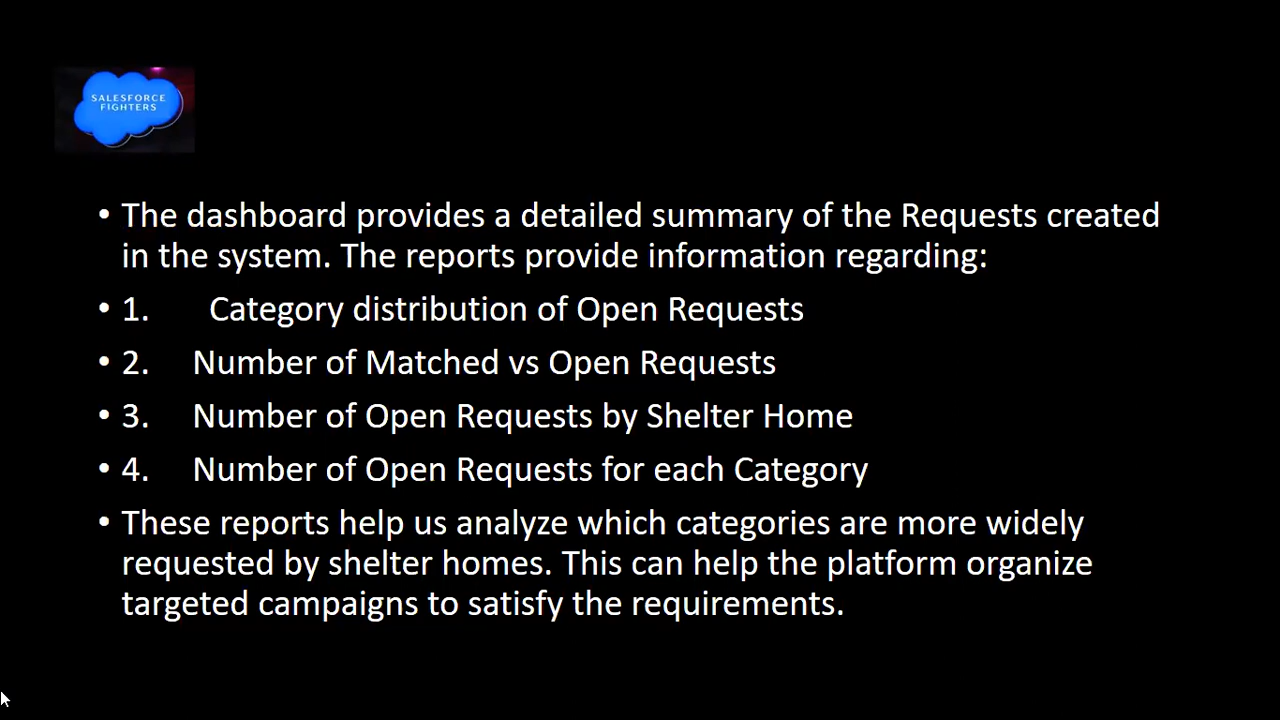 SALESFORCE
FIGHTERS
• The dashboard provides a detailed summary of the Requests created
in the system. The reports provide information regarding:
• 1. Category distribution of Open Requests
• 2. Number of Matched vs Open Requests
• 3. Number of Open Requests by Shelter Home
• 4. Number of Open Requests for each Category
• These reports help us analyze which categories are more widely
requested by shelter homes. This can help the platform organize
targeted campaigns to satisfy the requirements.